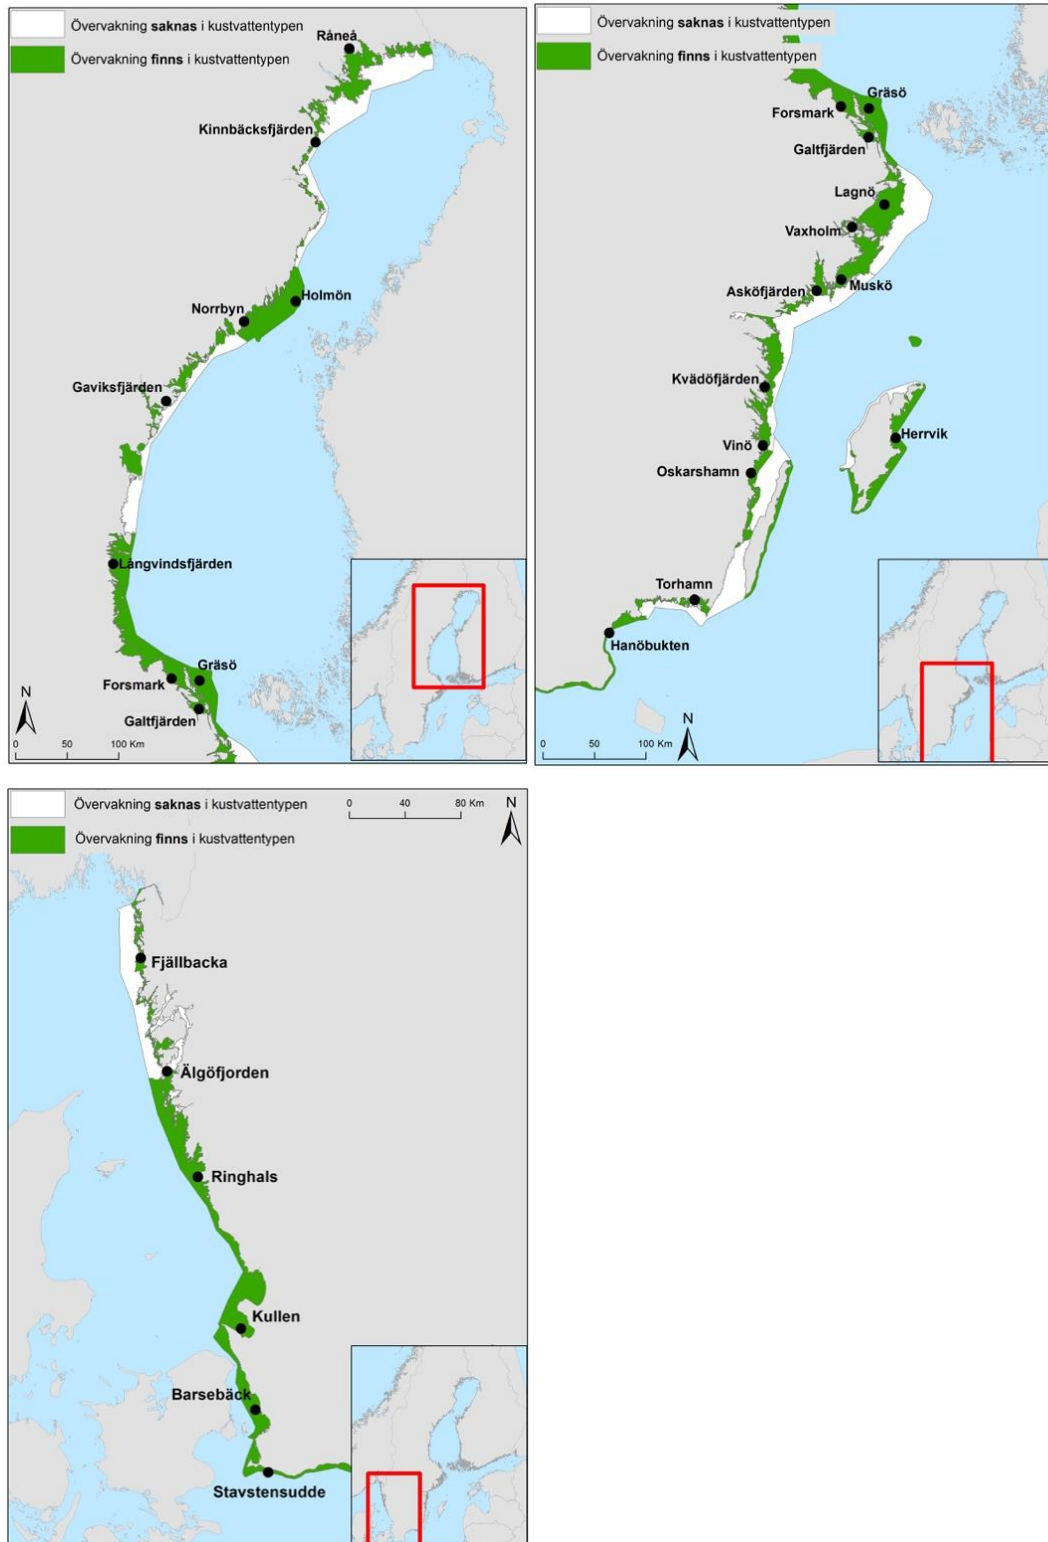 Övervakning saknas i kustvattentypen
Övervakning finns i kustvattentypen
Råneå
Kinnbäcksfjärden
Holmön
Norrbyn
Gaviksfjärden
Långvindsfjärden
Gräsö
Forsmark
Galtfjärden
N
0 50 100 Km
Övervakning saknas i kustvattentypen
Övervakning finns i kustvattentypen
Gräsö
Forsmark
Galtfjärden
Lagnö
Vaxholm
Muskö
Asköfjärden
Kvädöfjärden
Herrvik
Vinö
Oskarshamn
Torhamn
Hanöbukten
N
0 50 100 Km
Övervakning saknas i kustvattentypen
Övervakning finns i kustvattentypen
0 40 80 Km
N
Fjällbacka
Älgöfjorden
Ringhals
Kullen
Barsebäck
Stavstensudde